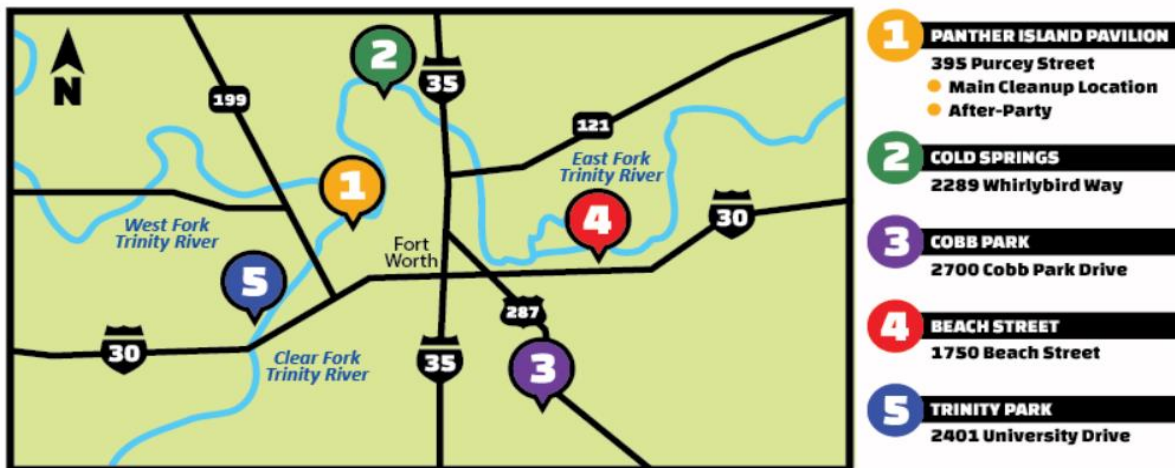 N
2
35
199
121
East Fork
Trinity River
1
4
30
West Fork
Trinity River
Fort
Worth
5
287
30
Clear Fork
Trinity River
35
3
1 PANTHER ISLAND PAVILION
395 Purcey Street
Main Cleanup Location
After-Party
2 COLD SPRINGS
2289 Whirlybird Way
3 COBB PARK
2700 Cobb Park Drive
4 BEACH STREET
1750 Beach Street
5 TRINITY PARK
2401 University Drive